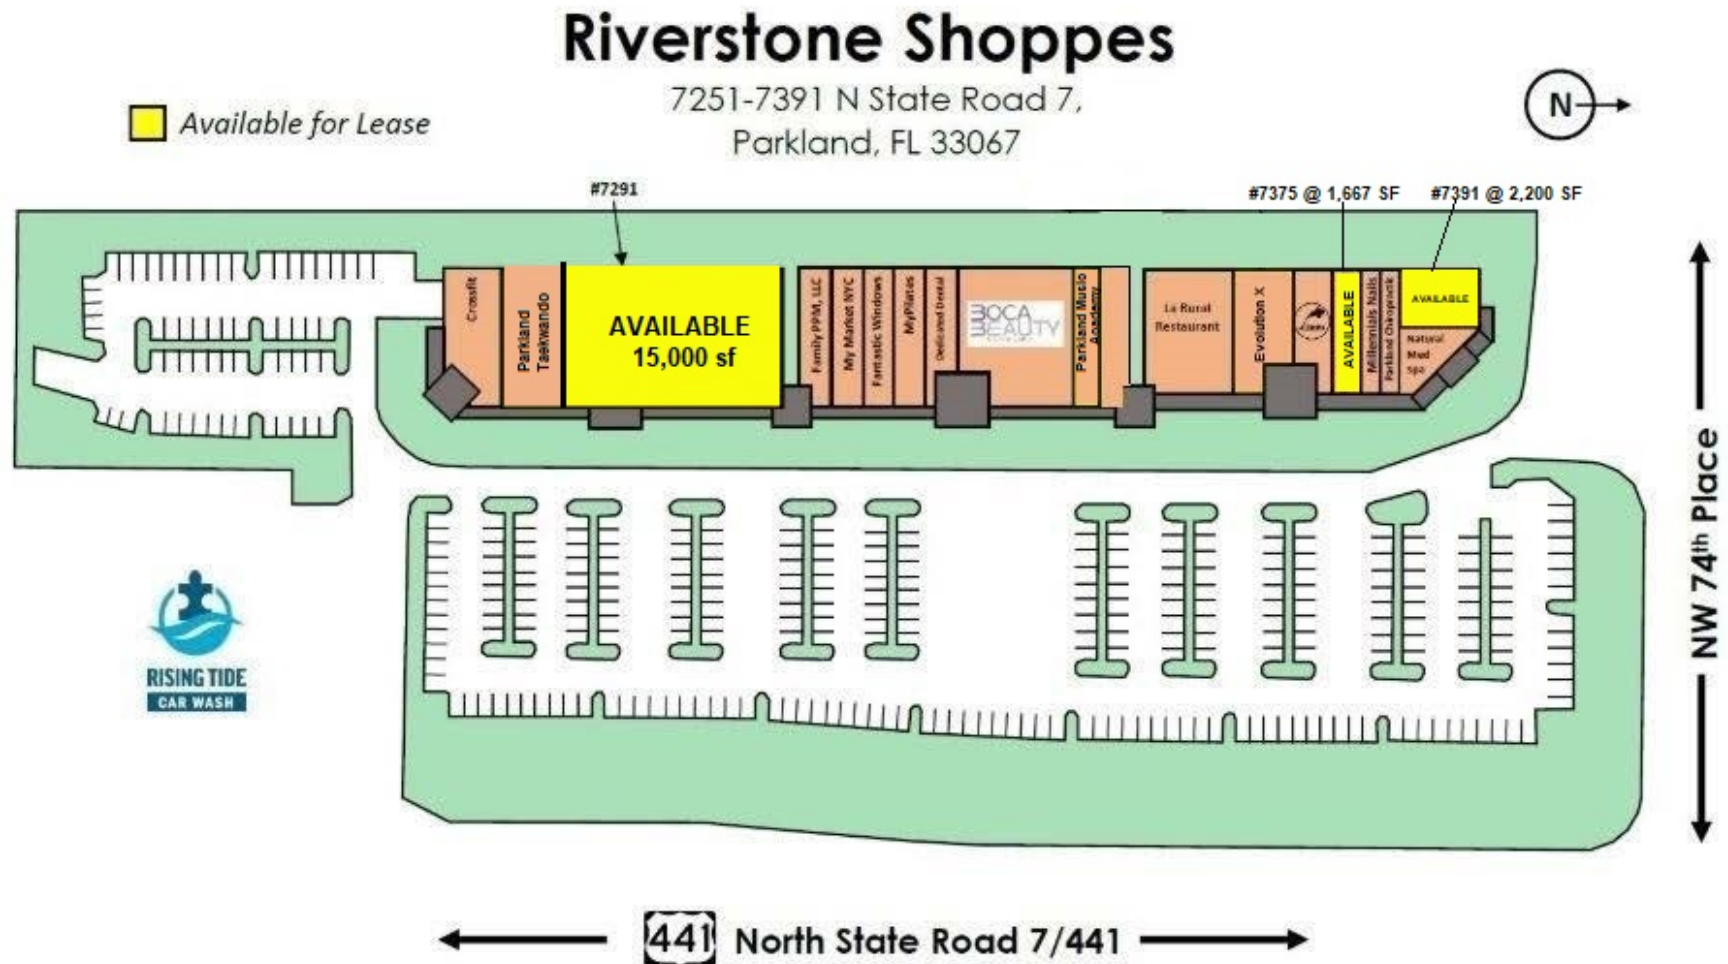 Riverstone Shoppes
7251-7391 N State Road 7,
Parkland, FL 33067
Available for Lease
N
#7291
#7375 @ 1,667 SF
#7391 @ 2,200 SF
Crossfit
Parkland
Taekwando
AVAILABLE
15,000 sf
Family PPM, LLC
My Market NYC
Fantastic Windows
MyPilates
Dedicated Dental
BOCA
BEAUTY
Parkland Music
Academy
La Rural
Restaurant
Evolution X
AVAILABLE
Millennials Nails
Parkland Chiropractic
AVAILABLE
Natural
Med
Spa
NW 74th Place
RISING TIDE
CAR WASH
441 North State Road 7/441